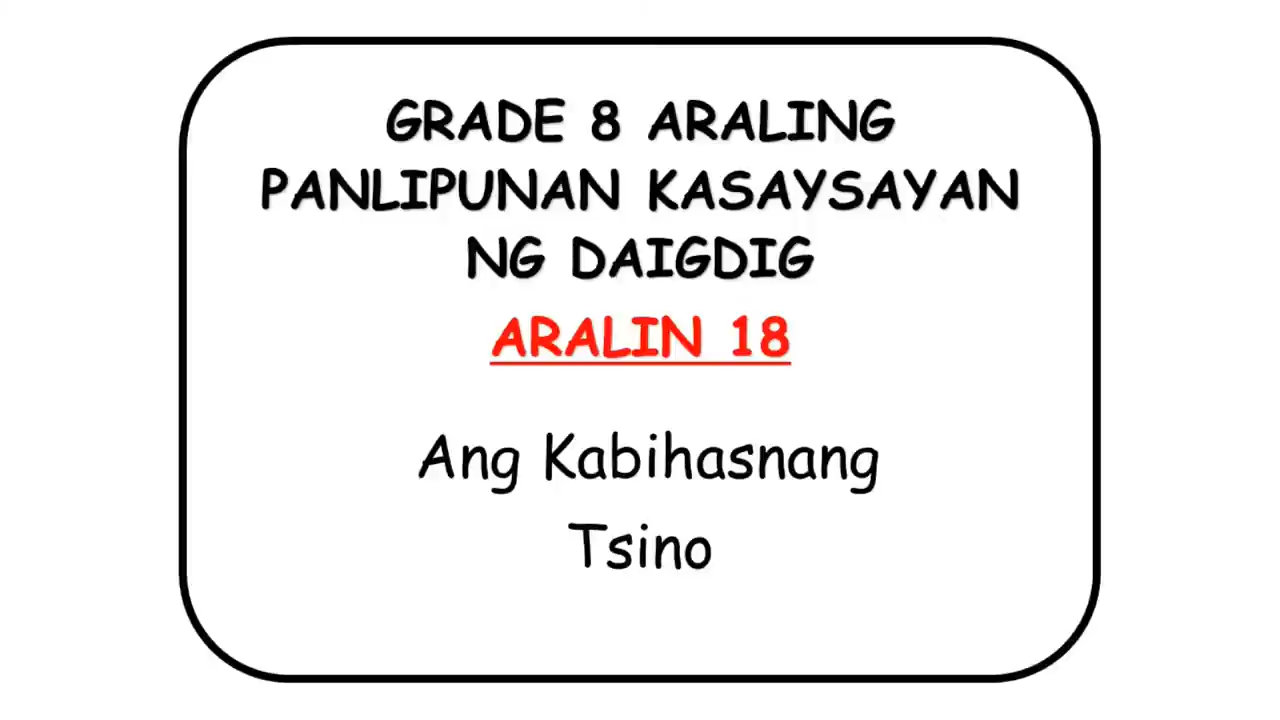 GRADE 8 ARALING
PANLIPUNAN KASAYSAYAN
NG DAIGDIG
ARALIN 18
Ang Kabihasnang
Tsino